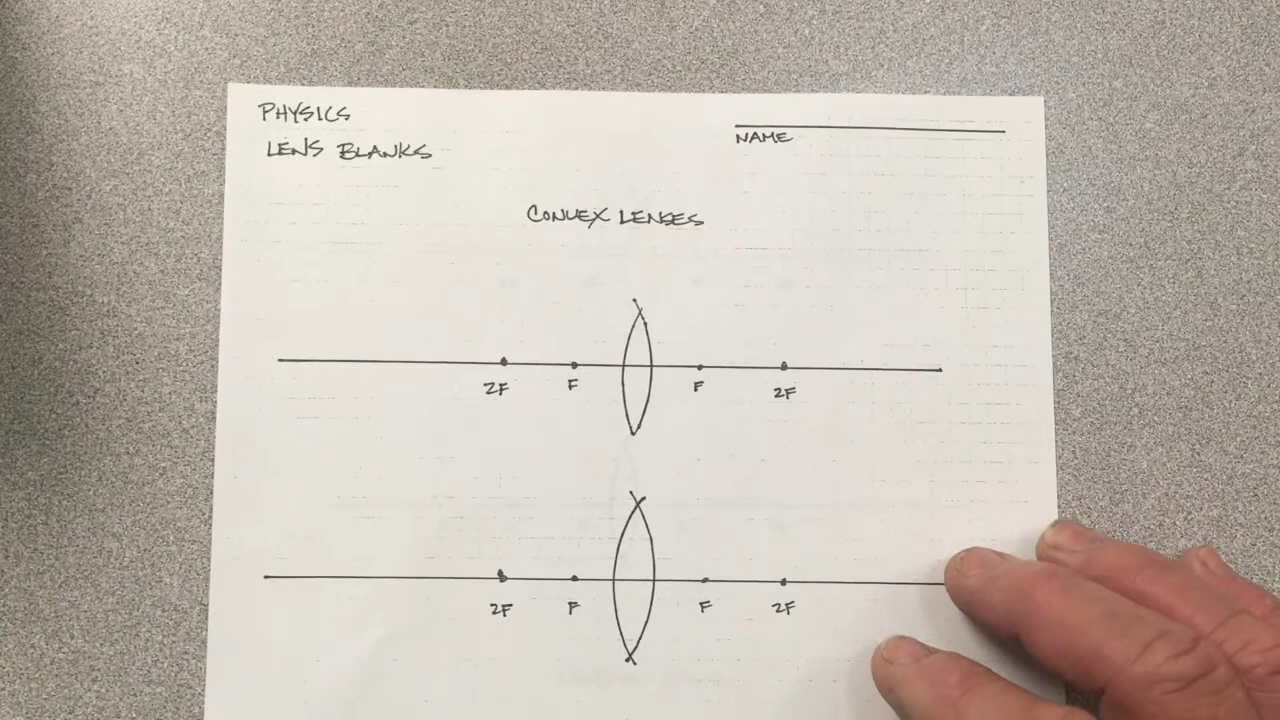 PHYSICS
LENS BLANKS
NAME
CONVEX LENSES
2F F F 2F
2F F F 2F